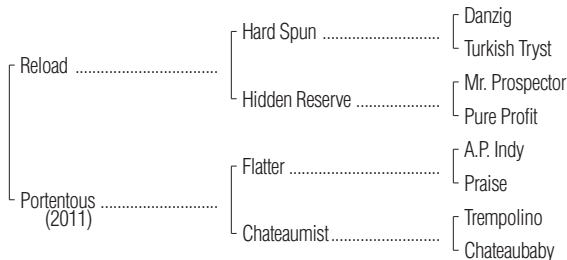 Danzig
Hard Spun ..............................
Turkish Tryst
Reload ....................................
Mr. Prospector
Hidden Reserve .....................
Pure Profit
A.P. Indy
Flatter ......................................
Praise
Portentous .............................
(2011)
Trempolino
Chateaumist...........................
Chateaubaby